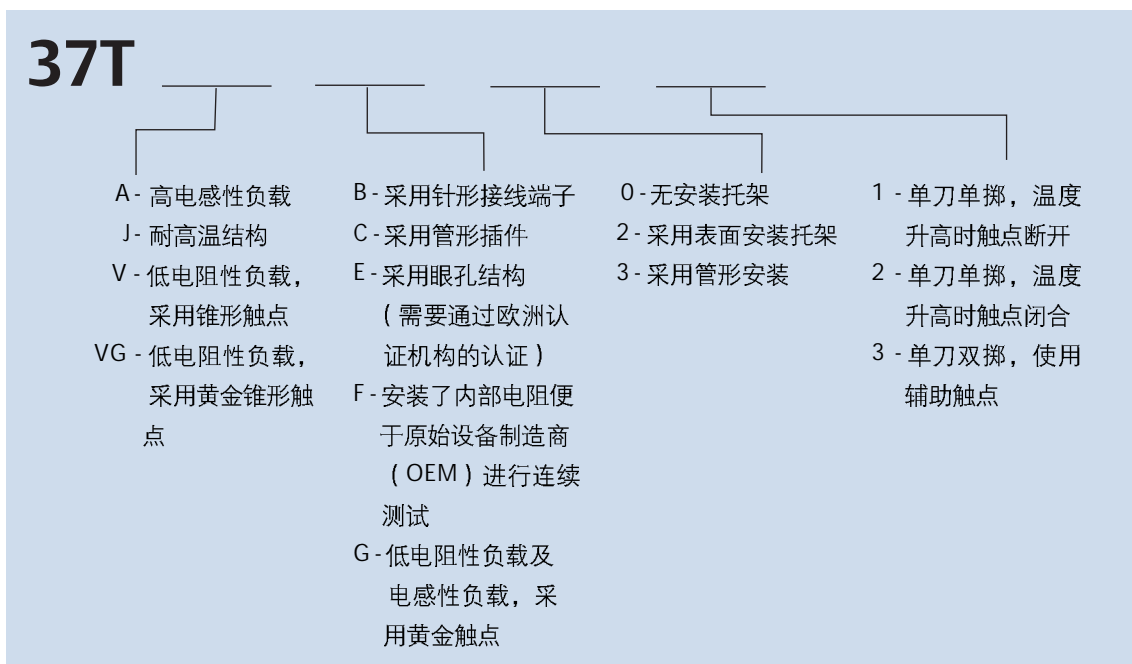 37T
A - 高电感性负载
J - 耐高温结构
V - 低电阻性负载，
采用锥形触点
VG - 低电阻性负载，
采用黄金锥形触
点
B - 采用针形接线端子
C - 采用管形插件
E - 采用眼孔结构
（需要通过欧洲认
证机构的认证）
F - 安装了内部电阻便
于原始设备制造商
（OEM）进行连续
测试
G - 低电阻性负载及
电感性负载，采
用黄金触点
0 - 无安装托架
2 - 采用表面安装托架
3 - 采用管形安装
1 - 单刀单掷，温度
升高时触点断开
2 - 单刀单掷，温度
升高时触点闭合
3 - 单刀双掷，使用
辅助触点